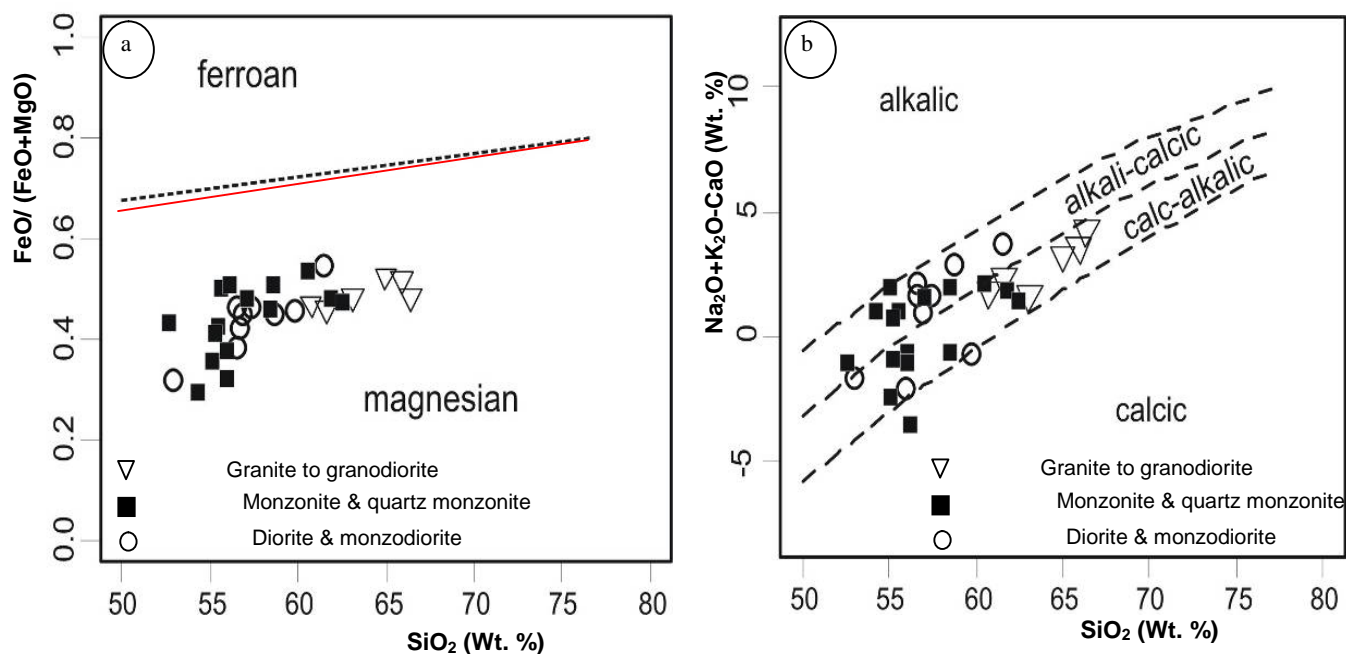 a
ferroan
magnesian
FeO/ (FeO+MgO)
1.0
0.8
0.6
0.4
0.2
0.0
Granite to granodiorite
Monzonite & quartz monzonite
Diorite & monzodiorite
50 55 60 65 70 75 80
SiO₂ (Wt. %)
b
alkalic
alkali-calcic
calc-alkalic
calcic
Na₂O+K₂O-CaO (Wt. %)
10
5
0
-5
Granite to granodiorite
Monzonite & quartz monzonite
Diorite & monzodiorite
50 55 60 65 70 75 80
SiO₂ (Wt. %)